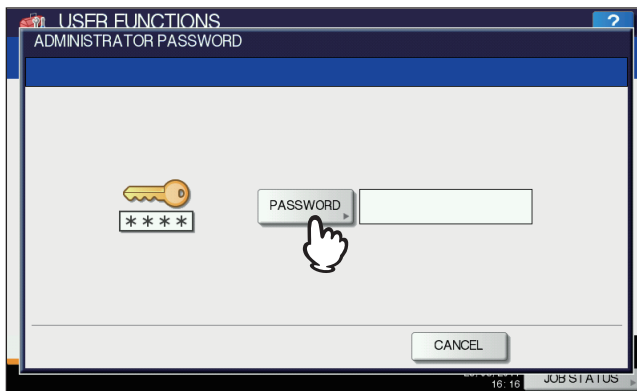 USER FUNCTIONS
?
ADMINISTRATOR PASSWORD
PASSWORD
****
CANCEL
16:16
JOB STATUS